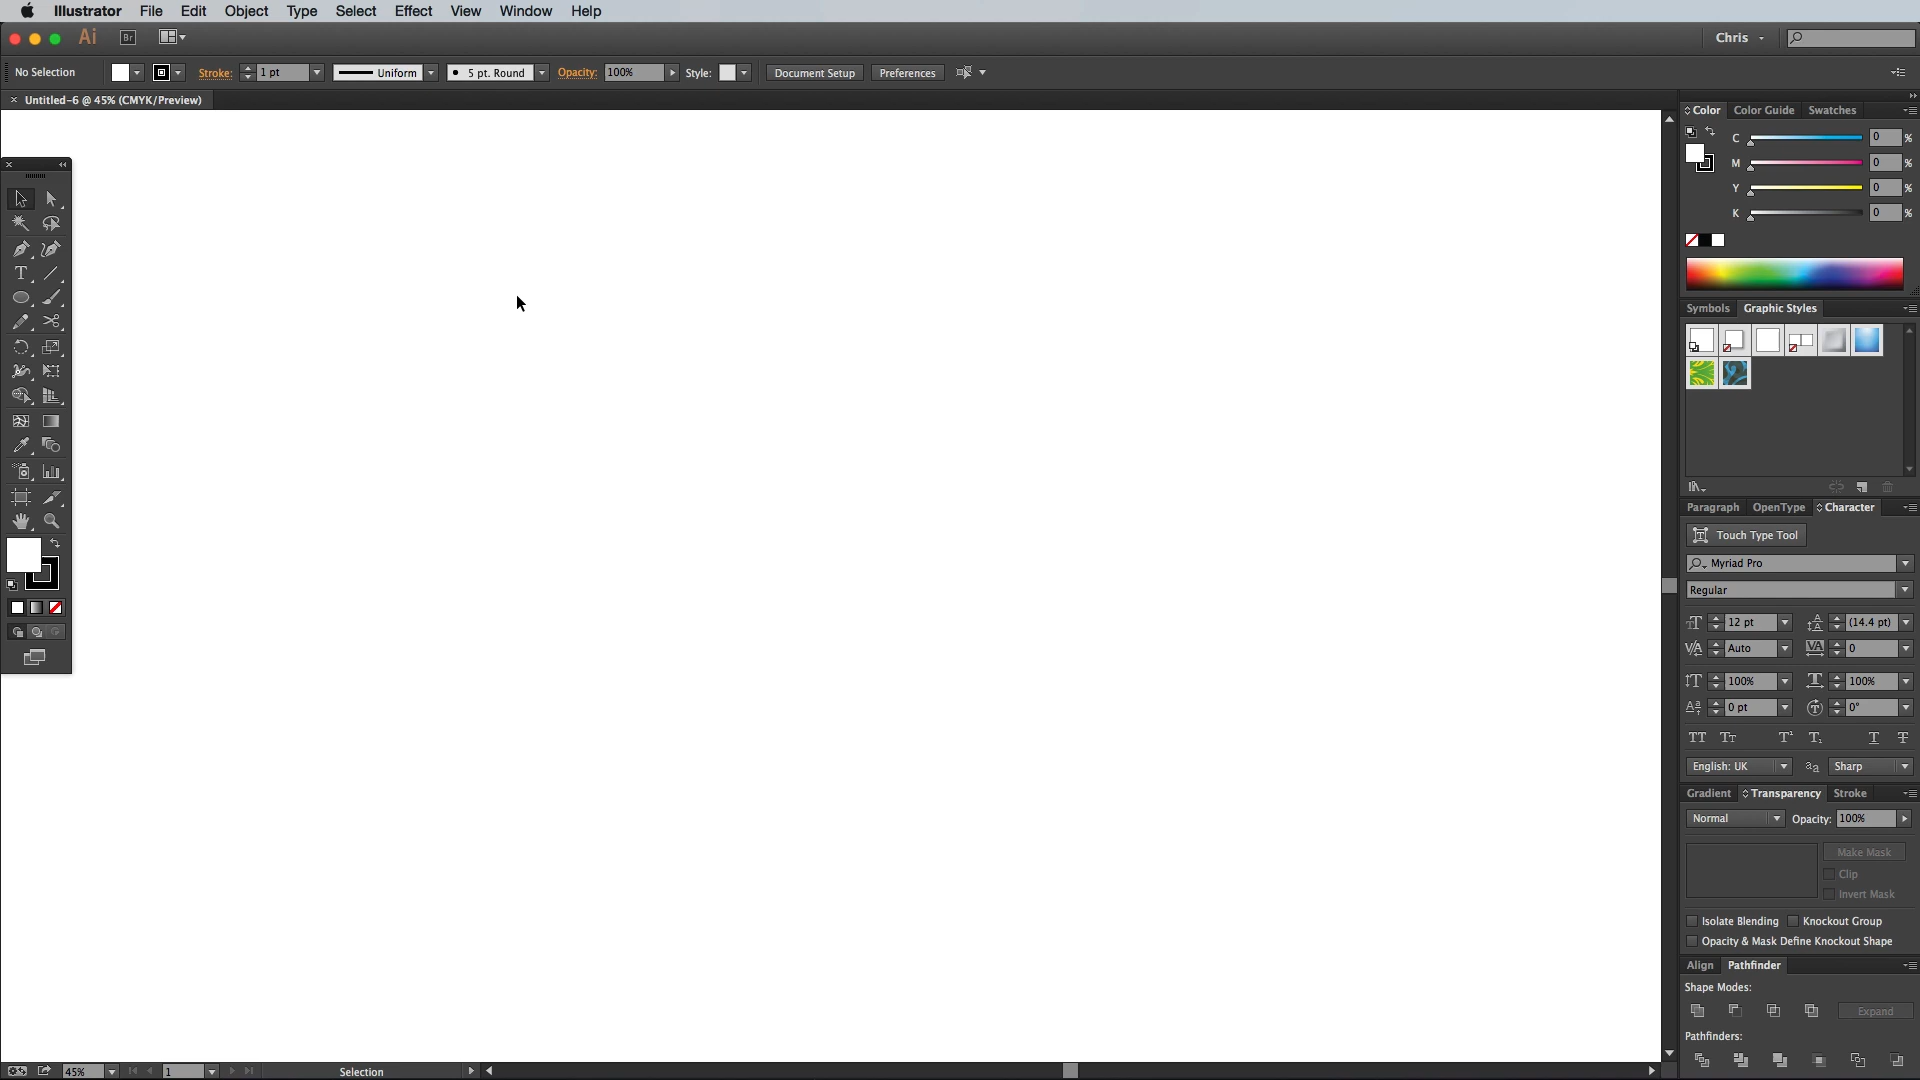 Illustrator File Edit Object Type Select Effect View Window Help
Ai Br Chris
No Selection Stroke: 1 pt Uniform 5 pt. Round Opacity: 100% Style: Document Setup Preferences
× Untitled-6 @ 45% (CMYK/Preview)
Color Color Guide Swatches
C 0 %
M 0 %
Y 0 %
K 0 %
Symbols Graphic Styles
Paragraph OpenType Character
Touch Type Tool
Myriad Pro
Regular
12 pt (14.4 pt)
Auto 0
100% 100%
0 pt 0°
English: UK Sharp
Gradient Transparency Stroke
Normal Opacity: 100%
Make Mask
Clip
Invert Mask
Isolate Blending Knockout Group
Opacity & Mask Define Knockout Shape
Align Pathfinder
Shape Modes:
Expand
Pathfinders:
45% 1 Selection